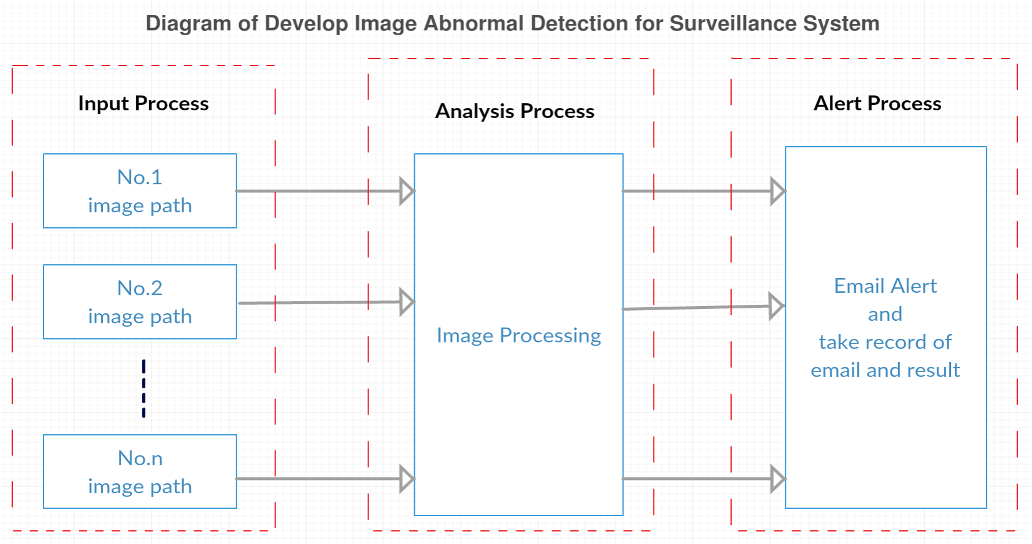 Diagram of Develop Image Abnormal Detection for Surveillance System
Input Process
No.1
image path
No.2
image path
No.n
image path
Analysis Process
Image Processing
Alert Process
Email Alert
and
take record of
email and result